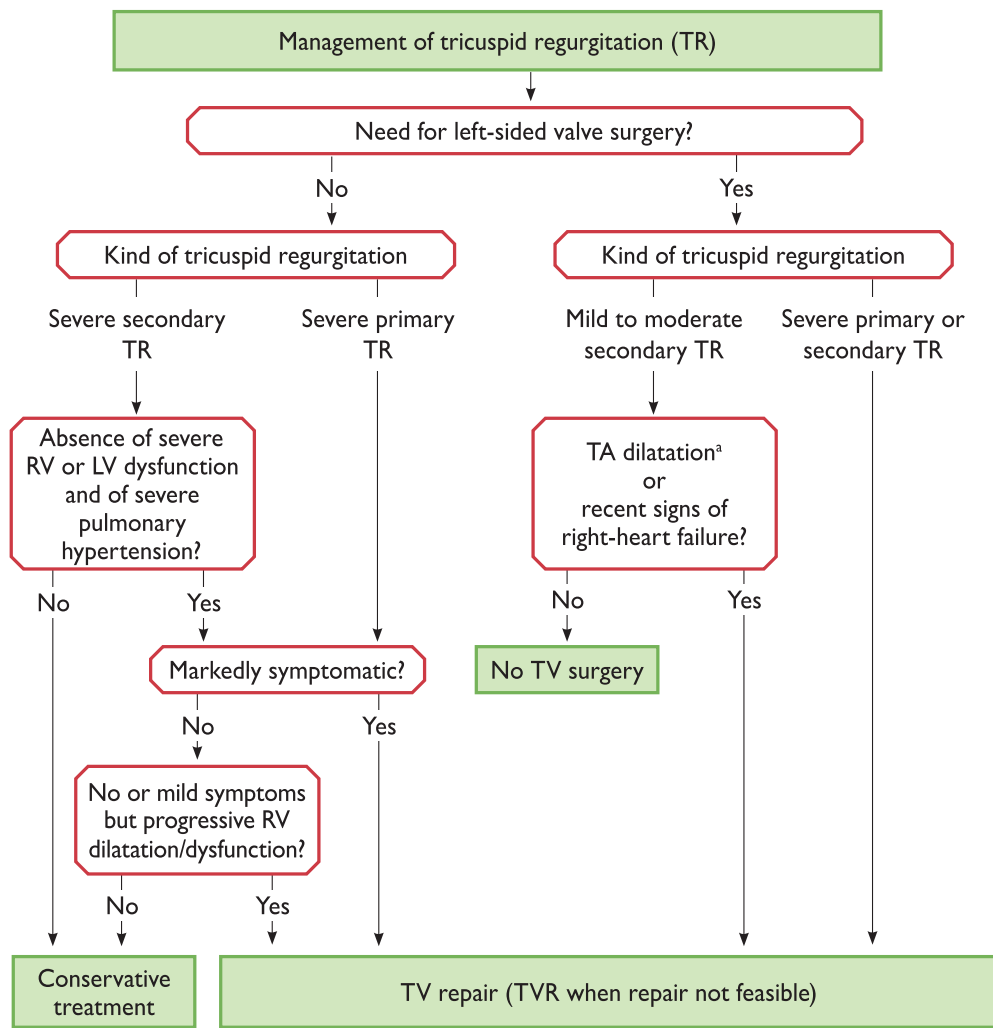 Management of tricuspid regurgitation (TR)
Need for left-sided valve surgery?
No
Yes
Kind of tricuspid regurgitation
Kind of tricuspid regurgitation
Severe secondary
TR
Severe primary
TR
Mild to moderate
secondary TR
Severe primary or
secondary TR
Absence of severe
RV or LV dysfunction
and of severe
pulmonary
hypertension?
TA dilatationᵃ
or
recent signs of
right-heart failure?
No
Yes
No
Yes
Markedly symptomatic?
No TV surgery
No
Yes
No or mild symptoms
but progressive RV
dilatation/dysfunction?
No
Yes
Conservative
treatment
TV repair (TVR when repair not feasible)